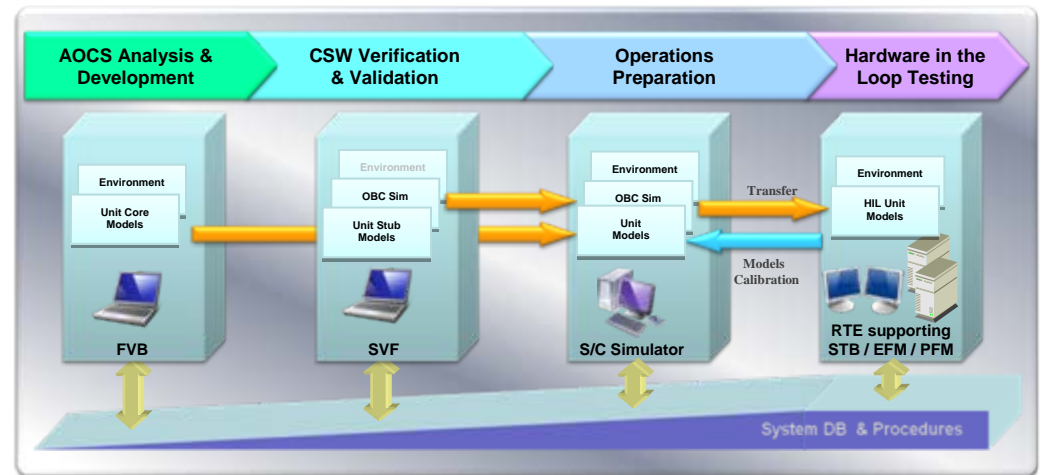 AOCS Analysis &
Development
CSW Verification
& Validation
Operations
Preparation
Hardware in the
Loop Testing
Environment
Unit Core
Models
FVB
Environment
OBC Sim
Unit Stub
Models
SVF
Environment
OBC Sim
Unit
Models
S/C Simulator
Transfer
Models
Calibration
Environment
HIL Unit
Models
RTE supporting
STB / EFM / PFM
System DB & Procedures